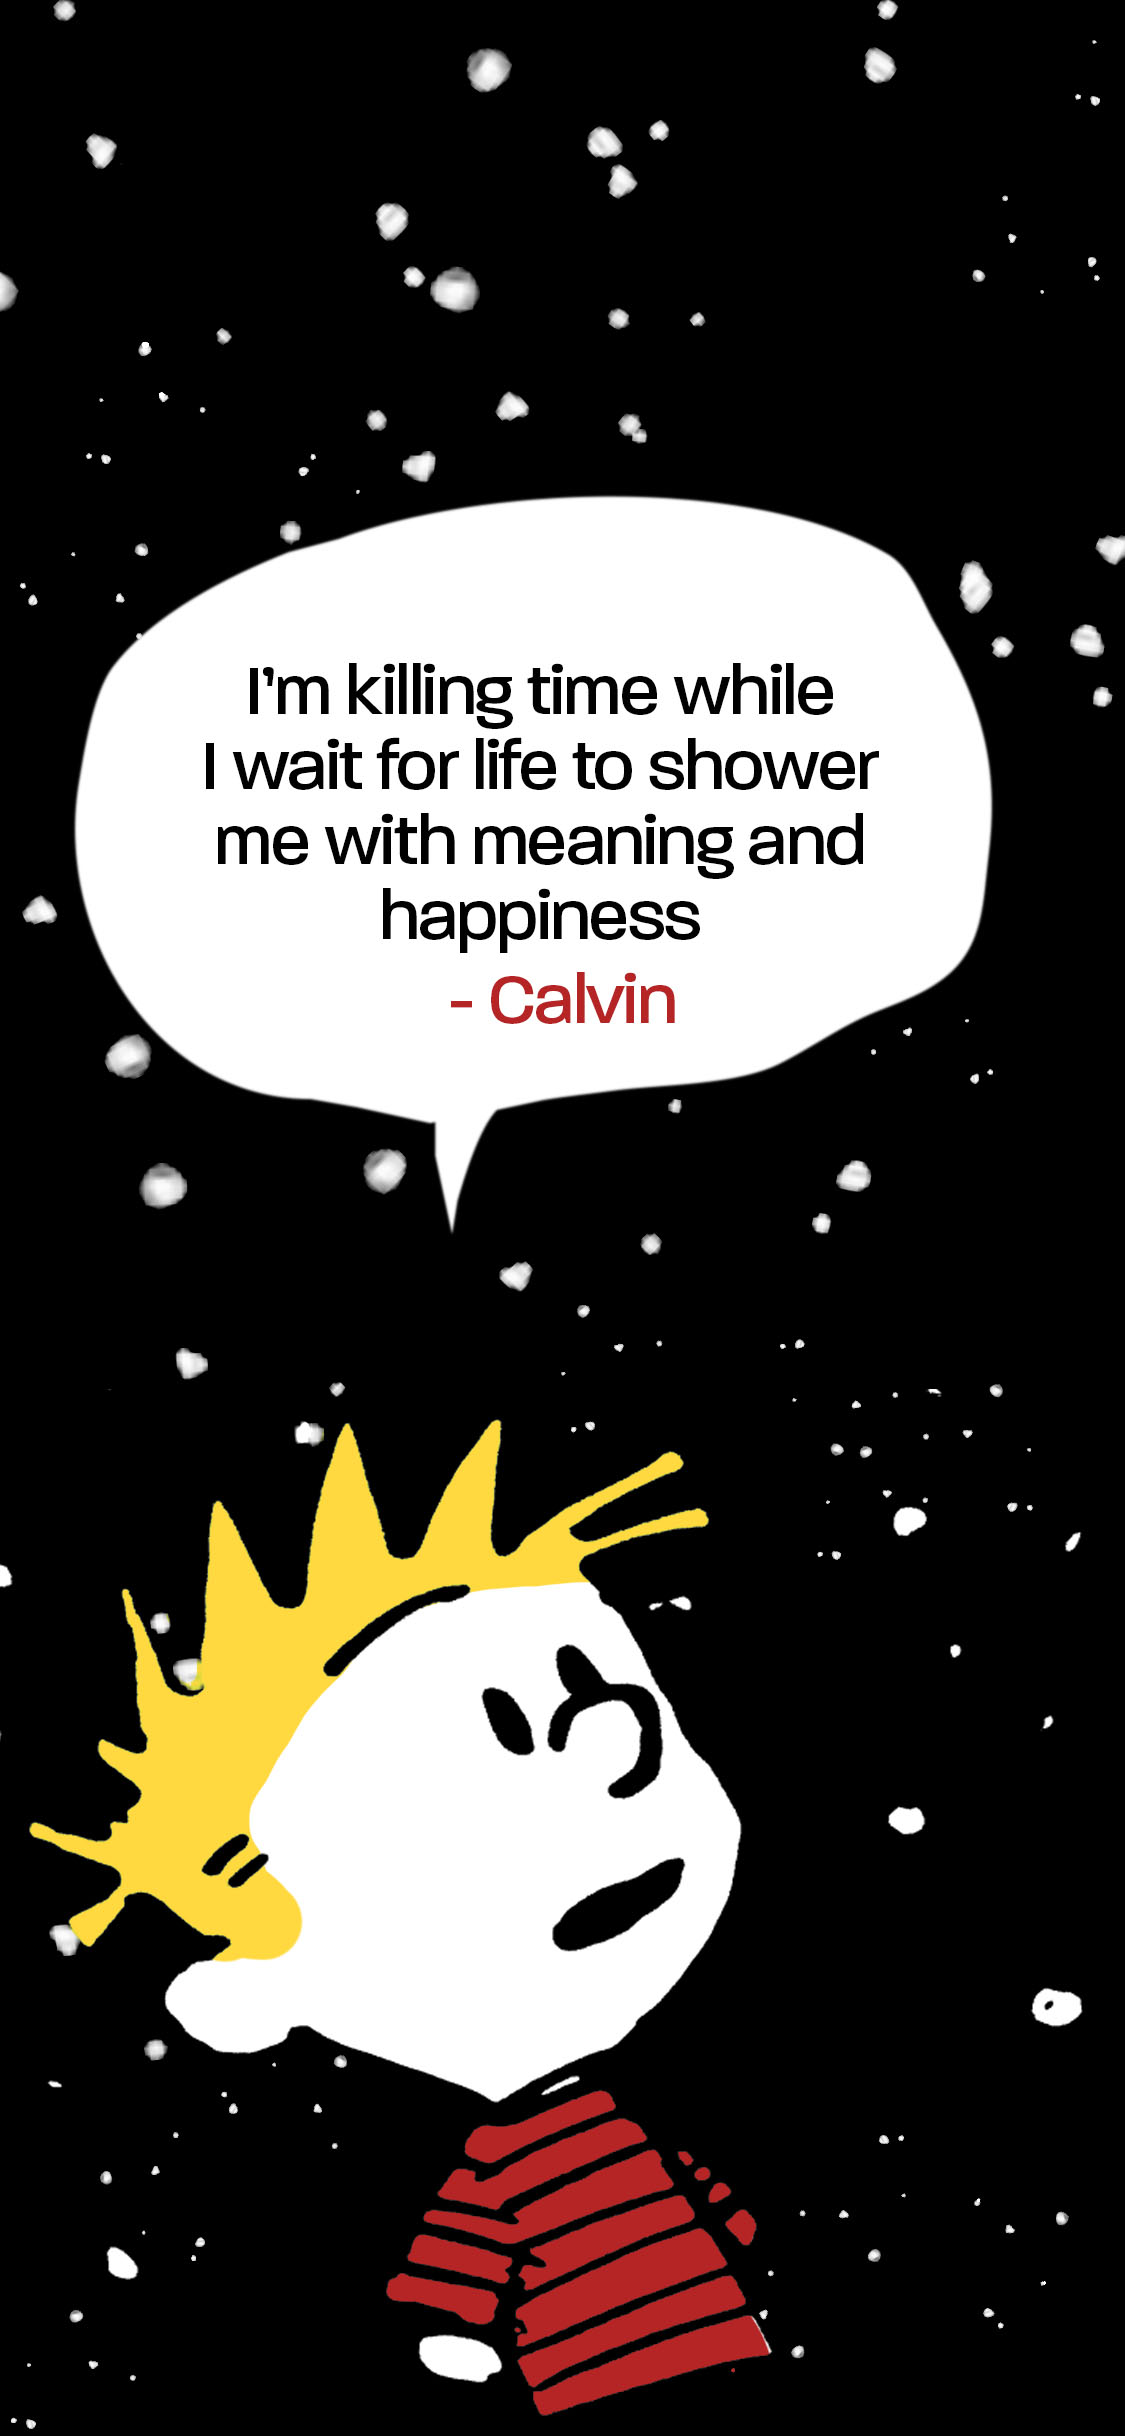 I'm killing time while
I wait for life to shower
me with meaning and
happiness
- Calvin